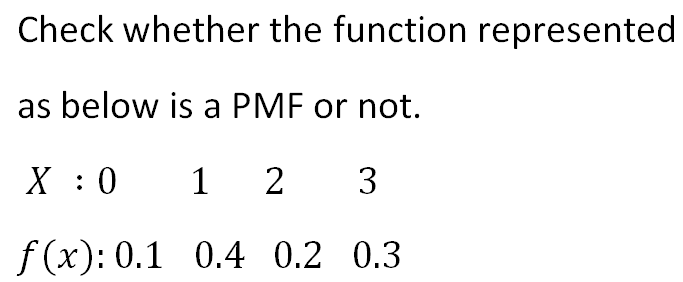 Check whether the function represented
as below is a PMF or not.
X : 0 1 2 3
f(x): 0.1 0.4 0.2 0.3